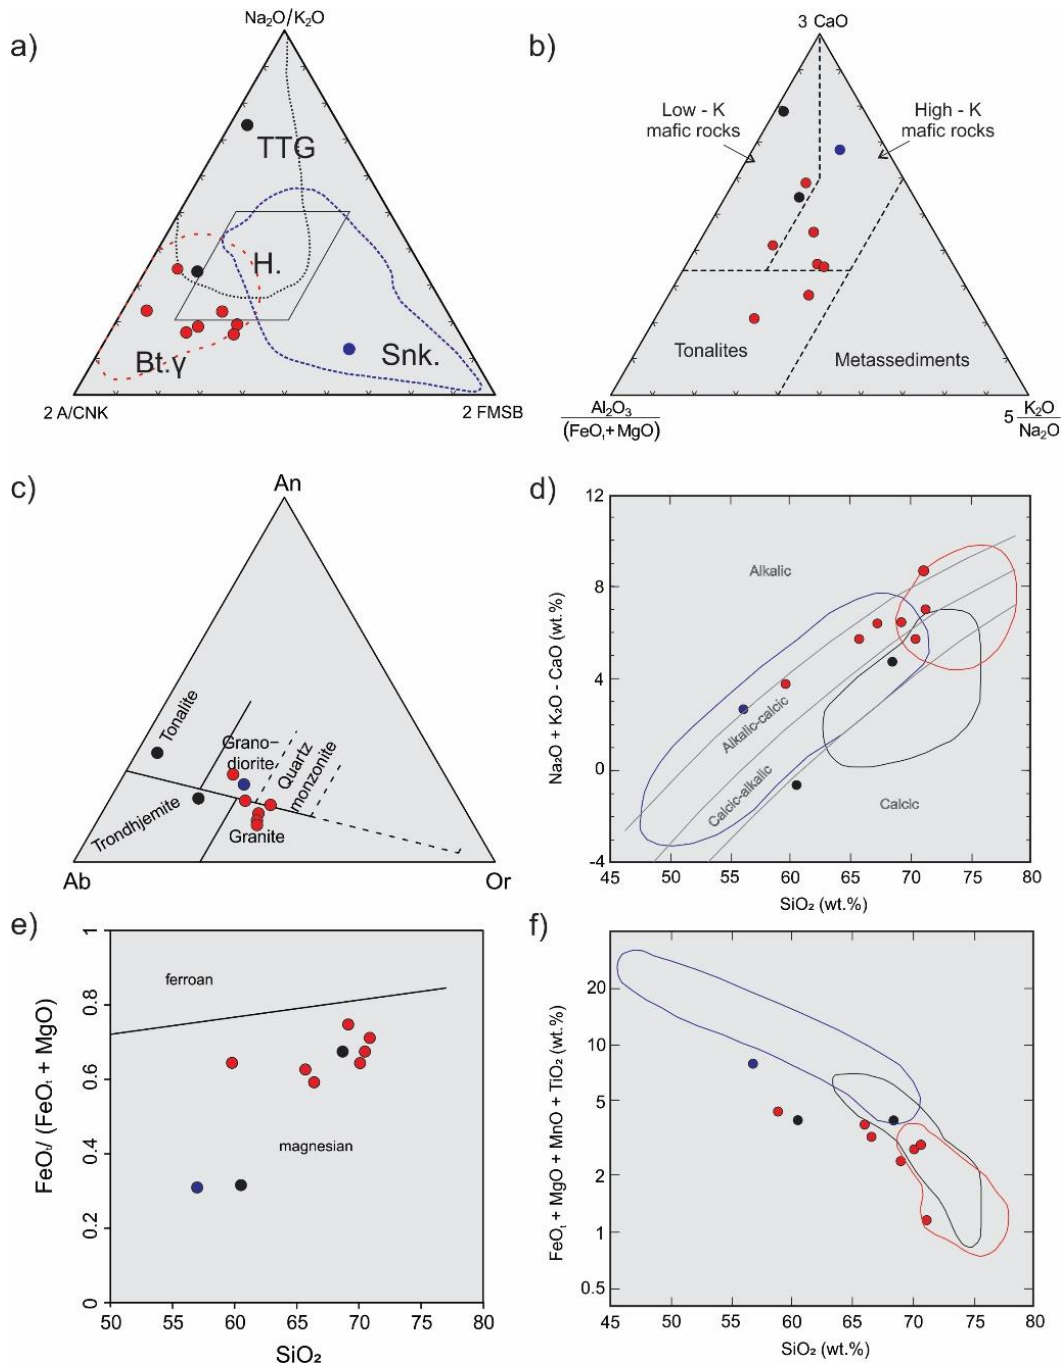 a)
Na₂O/K₂O
TTG
H.
Bt.γ
Snk.
2 A/CNK
2 FMSB
b)
3 CaO
Low - K
mafic rocks
High - K
mafic rocks
Tonalites
Metassediments
Al₂O₃
(FeOₜ+MgO)
5 K₂O
Na₂O
c)
An
Tonalite
Grano-
diorite
Quartz
monzonite
Trondhjemite
Granite
Ab
Or
d)
12
8
4
0
-4
Na₂O + K₂O - CaO (wt.%)
Alkalic
Alkalic-calcic
Calcic-alkalic
Calcic
45 50 55 60 65 70 75 80
SiO₂ (wt.%)
e)
1
0.8
0.6
0.4
0.2
0
FeOₜ/ (FeOₜ + MgO)
ferroan
magnesian
50 55 60 65 70 75 80
SiO₂
f)
20
10
5
2
1
0.5
FeOₜ + MgO + MnO + TiO₂ (wt.%)
45 50 55 60 65 70 75 80
SiO₂ (wt.%)